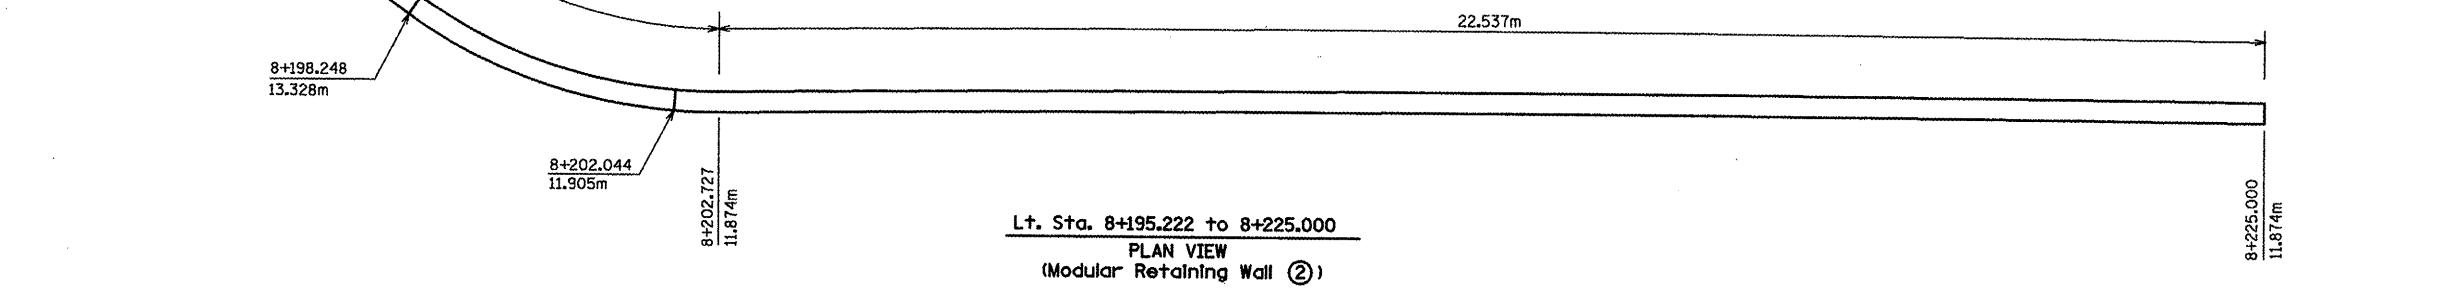 22.537m
8+198.248
13.328m
8+202.044
11.905m
8+202.727
11.874m
8+225.000
11.874m
Lt. Sta. 8+195.222 to 8+225.000
PLAN VIEW
(Modular Retaining Wall ②)